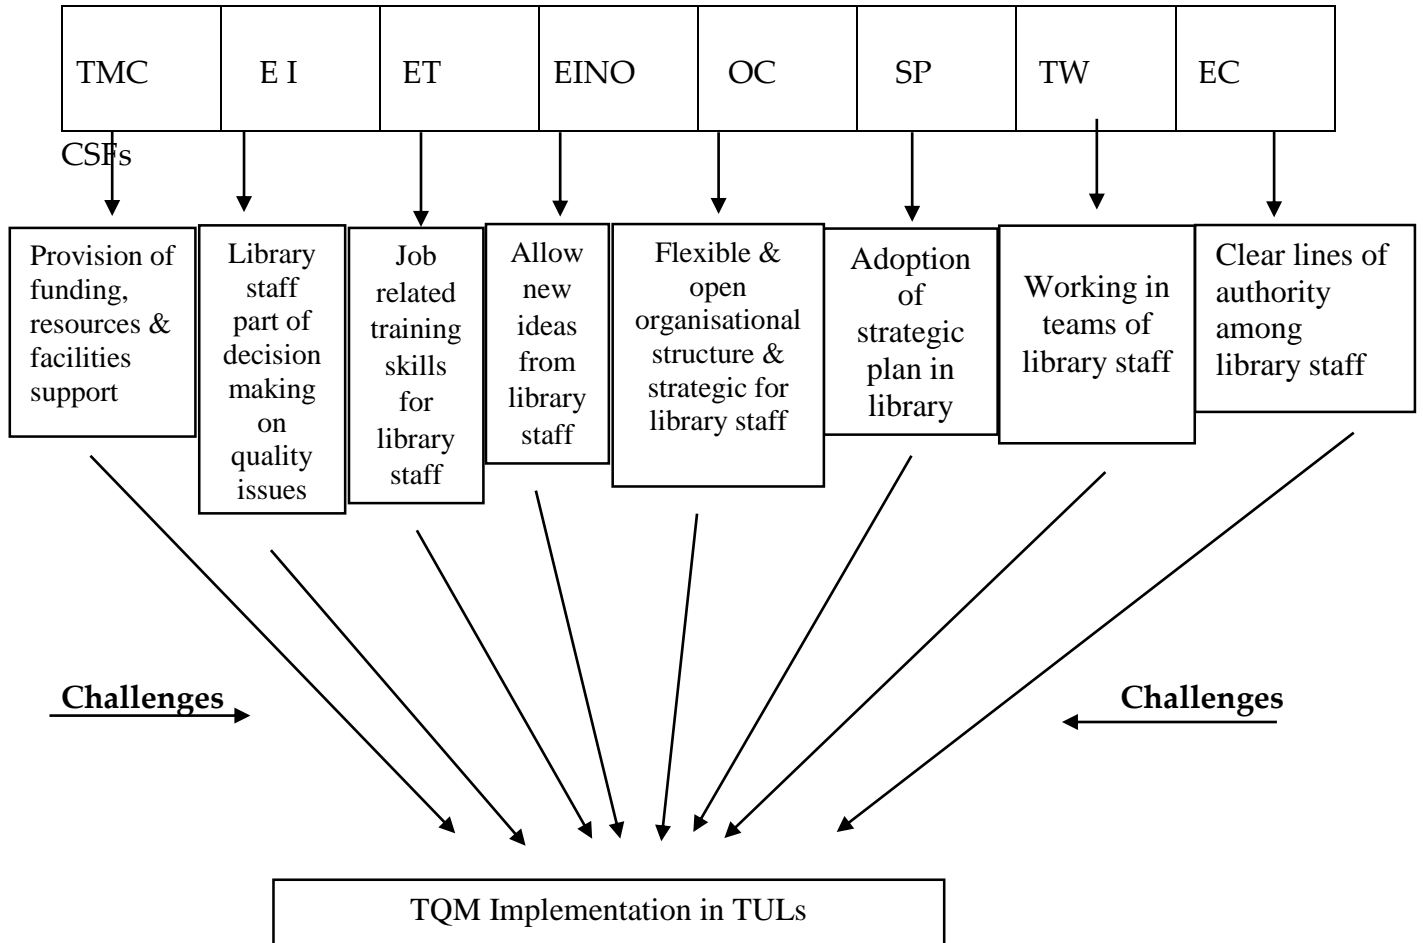 TMC
E I
ET
EINO
OC
SP
TW
EC
CSFs
Provision of
funding,
resources &
facilities
support
Library
staff
part of
decision
making
on
quality
issues
Job
related
training
skills
for
library
staff
Allow
new
ideas
from
library
staff
Flexible &
open
organisational
structure &
strategic for
library staff
Adoption
of
strategic
plan in
library
Working in
teams of
library staff
Clear lines of
authority
among
library staff
Challenges
Challenges
TQM Implementation in TULs